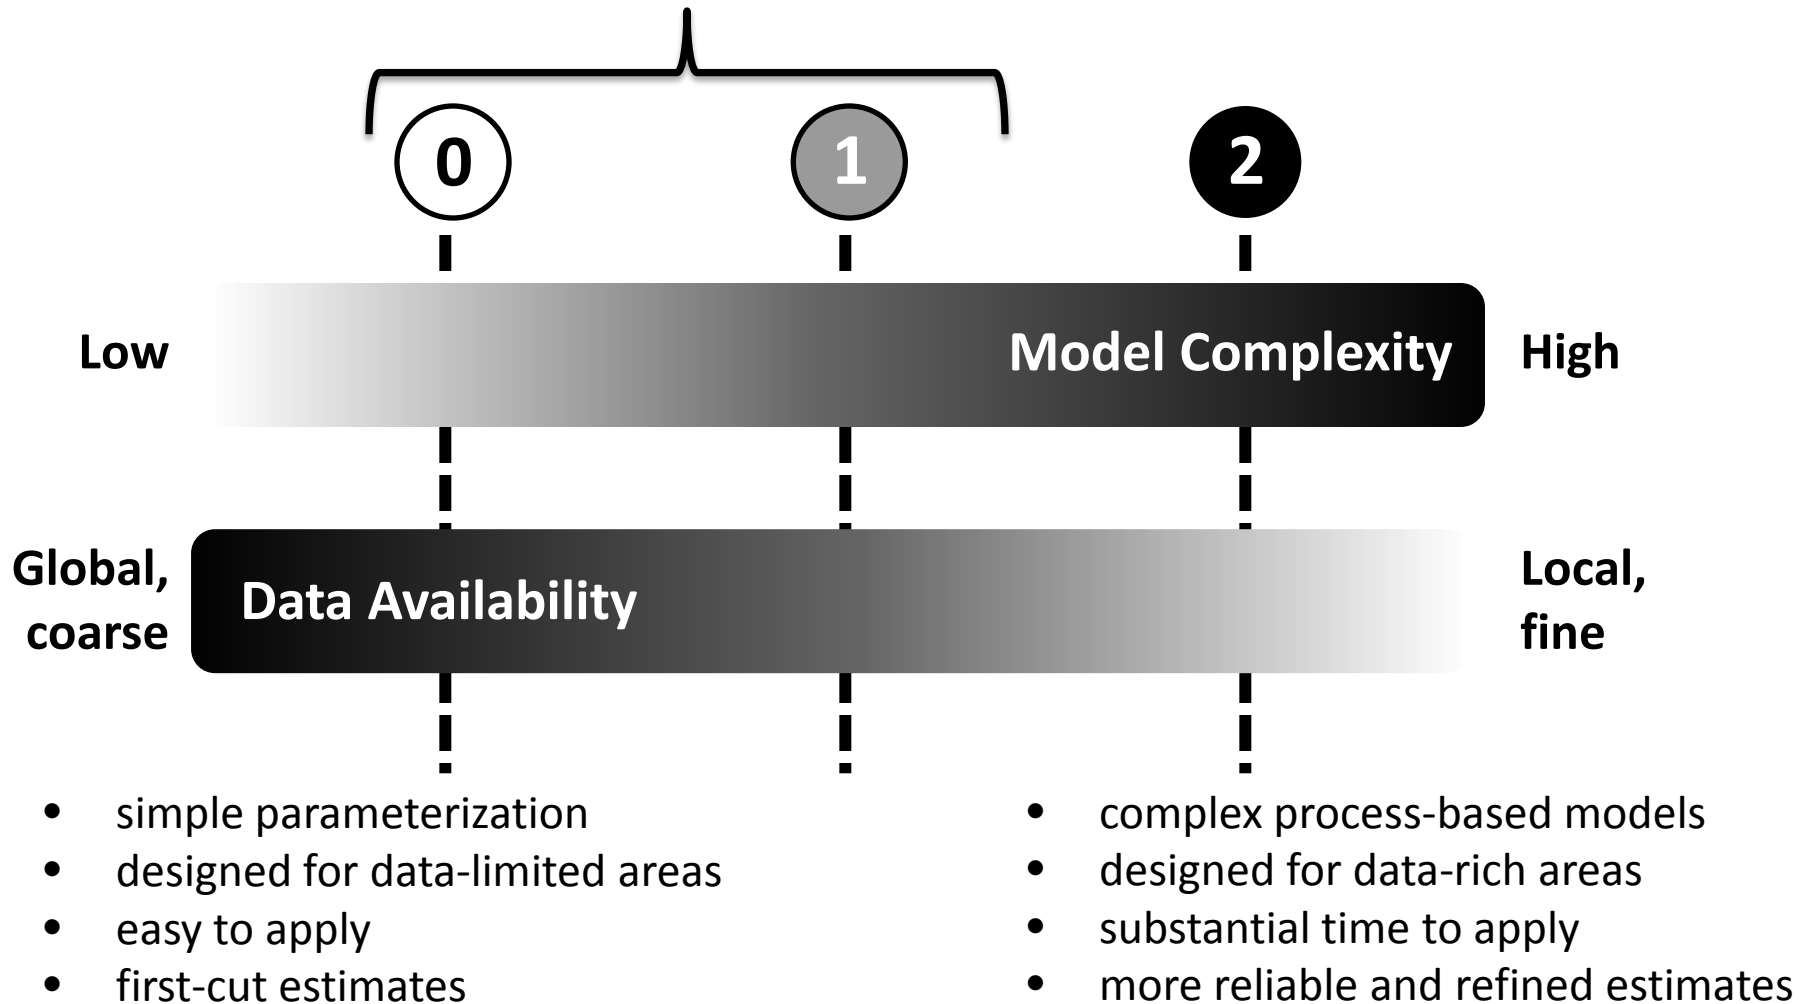 0
1
2
Low
Model Complexity
High
Global,
coarse
Data Availability
Local,
fine
• simple parameterization
• designed for data-limited areas
• easy to apply
• first-cut estimates
• complex process-based models
• designed for data-rich areas
• substantial time to apply
• more reliable and refined estimates